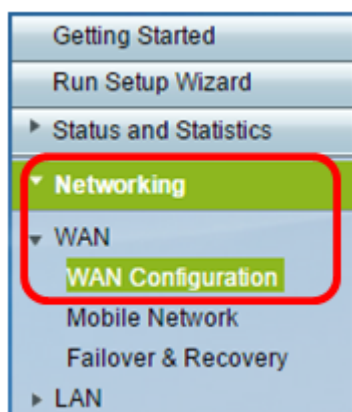 Getting Started
Run Setup Wizard
Status and Statistics
Networking
WAN
WAN Configuration
Mobile Network
Failover & Recovery
LAN